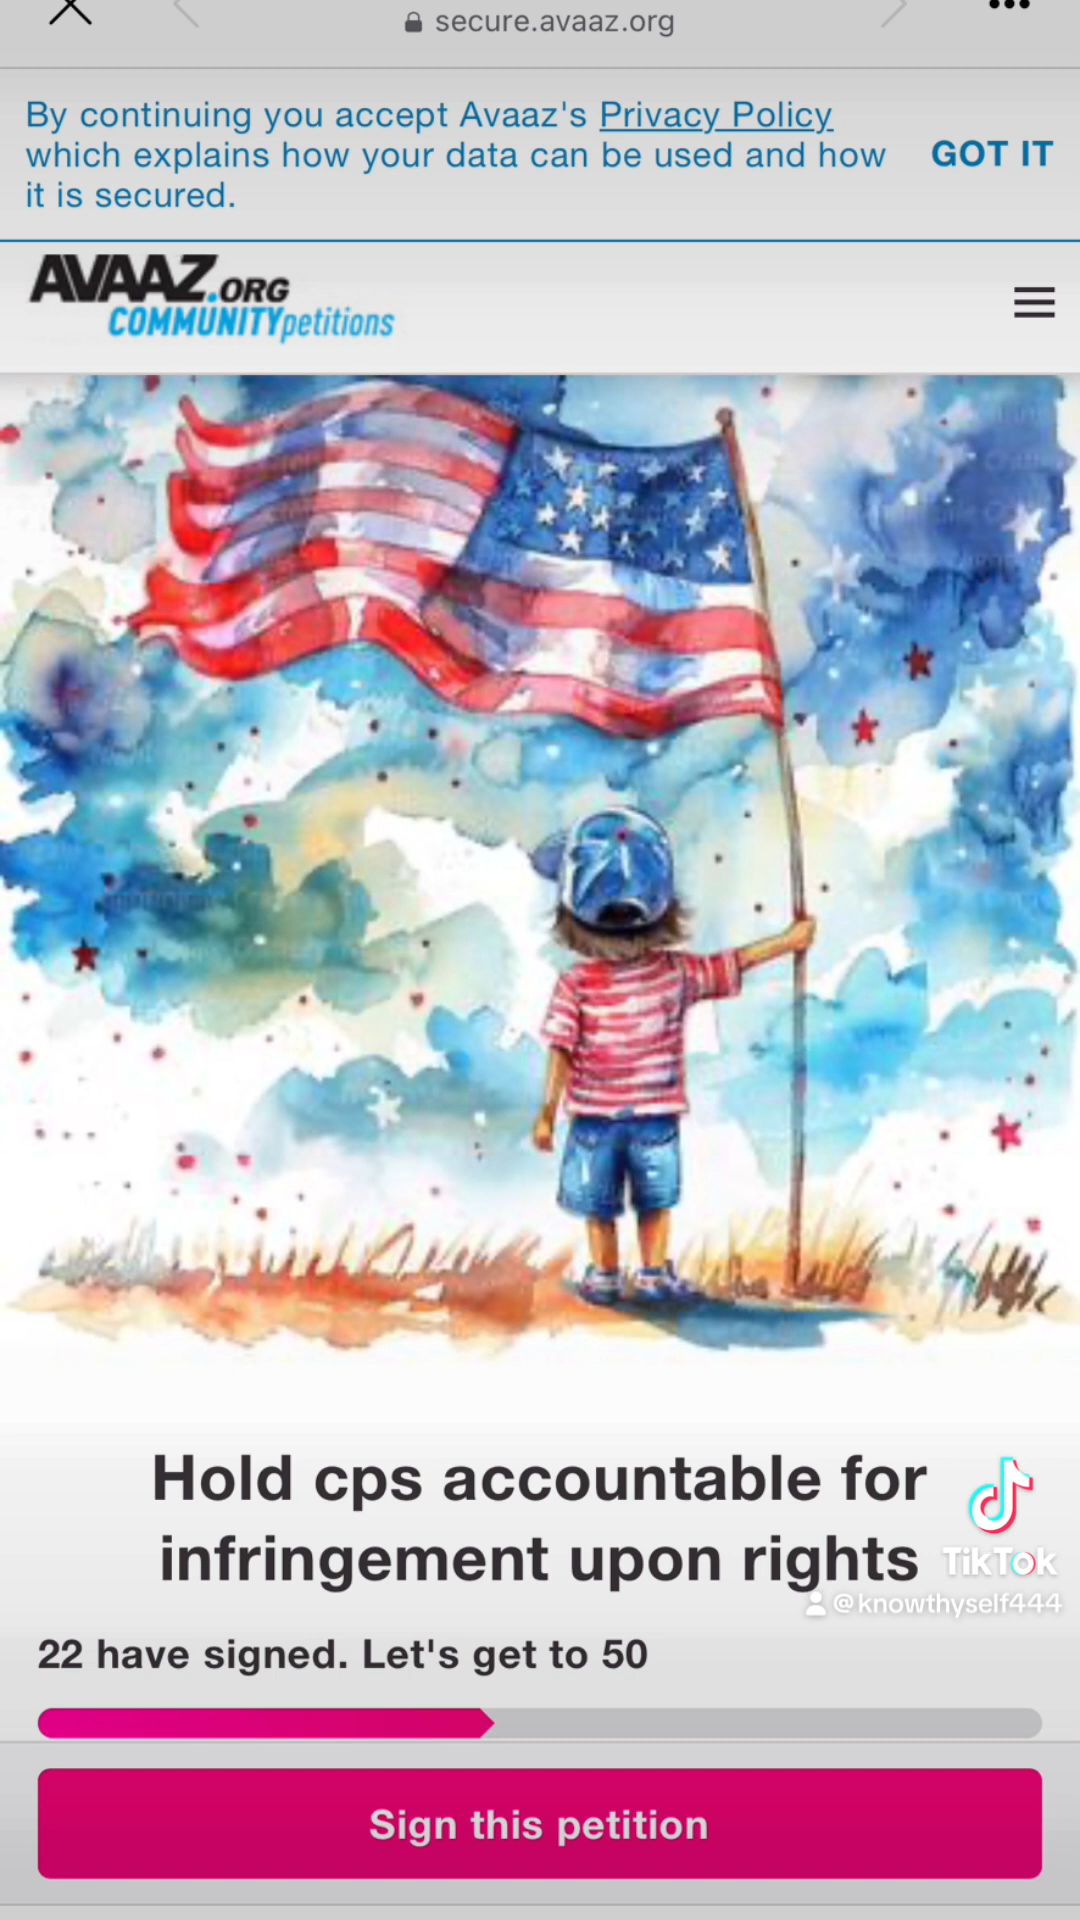 secure.avaaz.org
By continuing you accept Avaaz's Privacy Policy
which explains how your data can be used and how
it is secured.
GOT IT
AVAAZ.ORG
COMMUNITYpetitions
Hold cps accountable for
infringement upon rights
TikTok
@knowthyself444
22 have signed. Let's get to 50
Sign this petition